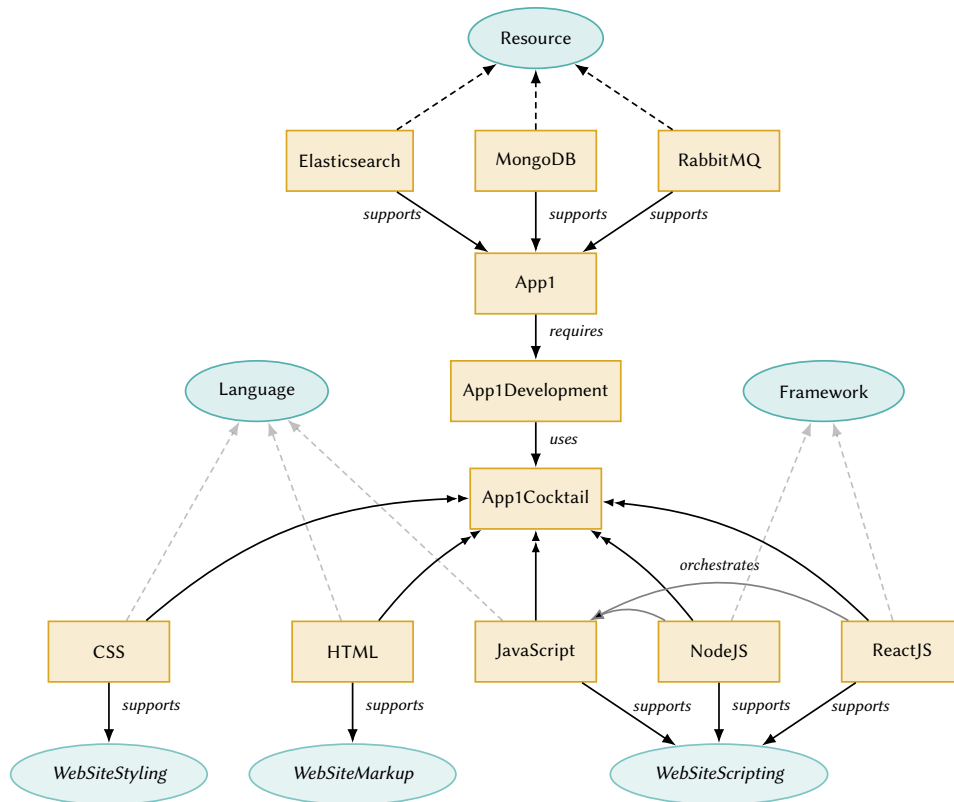 Resource
Elasticsearch
MongoDB
RabbitMQ
supports
supports
supports
App1
requires
Language
App1Development
Framework
uses
App1Cocktail
orchestrates
CSS
HTML
JavaScript
NodeJS
ReactJS
supports
supports
supports
supports
supports
WebSiteStyling
WebSiteMarkup
WebSiteScripting